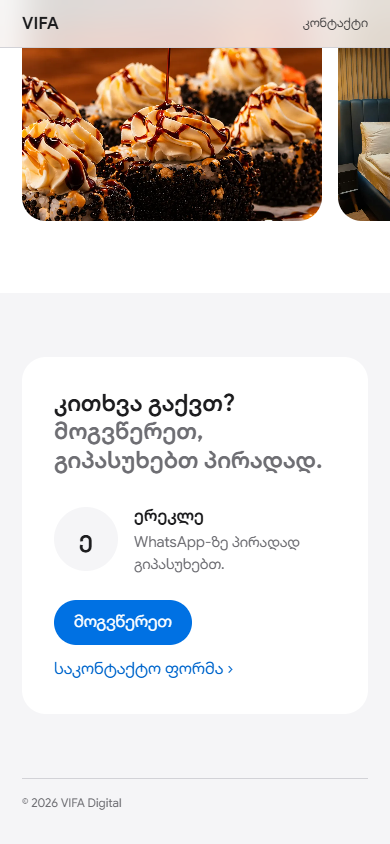 VIFA
კონტაქტი
კითხვა გაქვთ?
მოგვწერეთ,
გიპასუხებთ პირადად.
ე
ერეკლე
WhatsApp-ზე პირადად
გიპასუხებთ.
მოგვწერეთ
საკონტაქტო ფორმა ›
© 2026 VIFA Digital